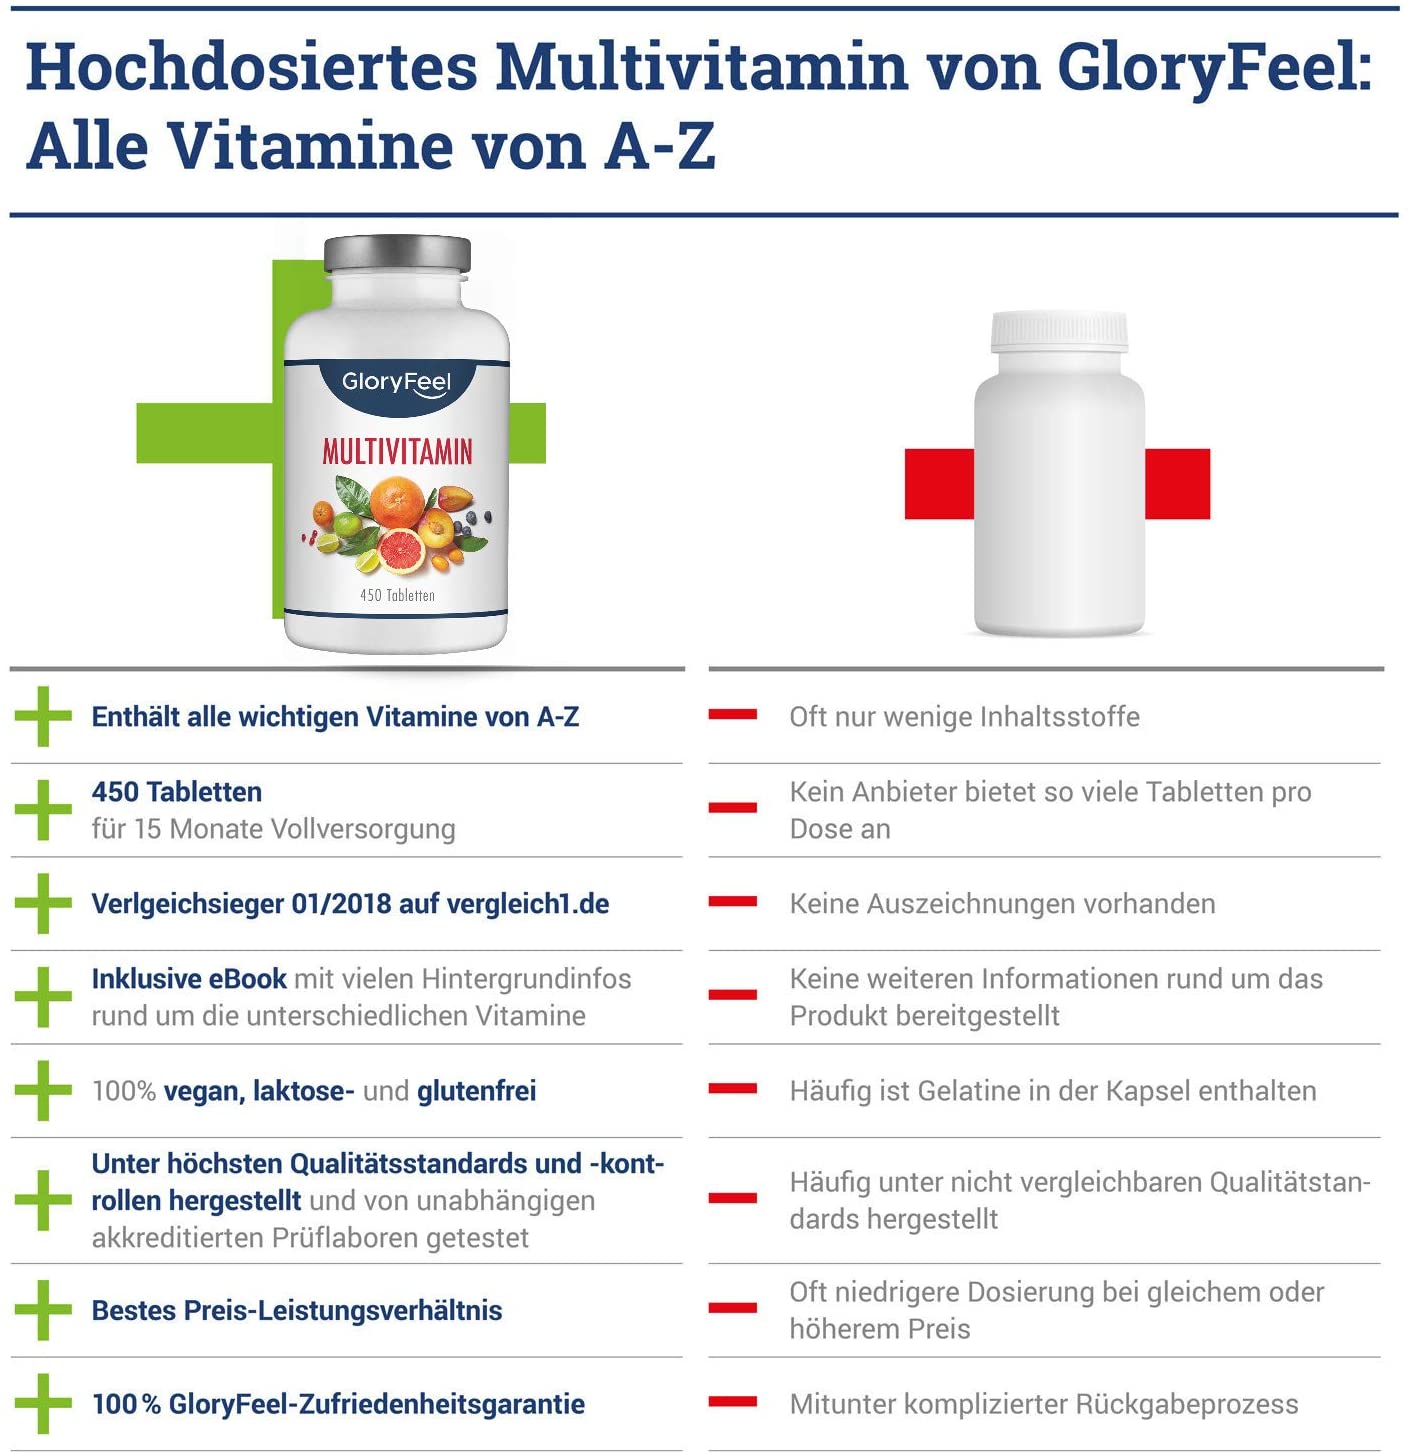 Hochdosiertes Multivitamin von GloryFeel:
Alle Vitamine von A-Z
GloryFeel
MULTIVITAMIN
450 Tabletten
Enthält alle wichtigen Vitamine von A-Z
Oft nur wenige Inhaltsstoffe
450 Tabletten
für 15 Monate Vollversorgung
Kein Anbieter bietet so viele Tabletten pro
Dose an
Verlgeichsieger 01/2018 auf vergleich1.de
Keine Auszeichnungen vorhanden
Inklusive eBook mit vielen Hintergrundinfos
rund um die unterschiedlichen Vitamine
Keine weiteren Informationen rund um das
Produkt bereitgestellt
100% vegan, laktose- und glutenfrei
Häufig ist Gelatine in der Kapsel enthalten
Unter höchsten Qualitätsstandards und -kont-
rollen hergestellt und von unabhängigen
akkreditierten Prüflaboren getestet
Häufig unter nicht vergleichbaren Qualitätstan-
dards hergestellt
Bestes Preis-Leistungsverhältnis
Oft niedrigere Dosierung bei gleichem oder
höherem Preis
100 % GloryFeel-Zufriedenheitsgarantie
Mitunter komplizierter Rückgabeprozess